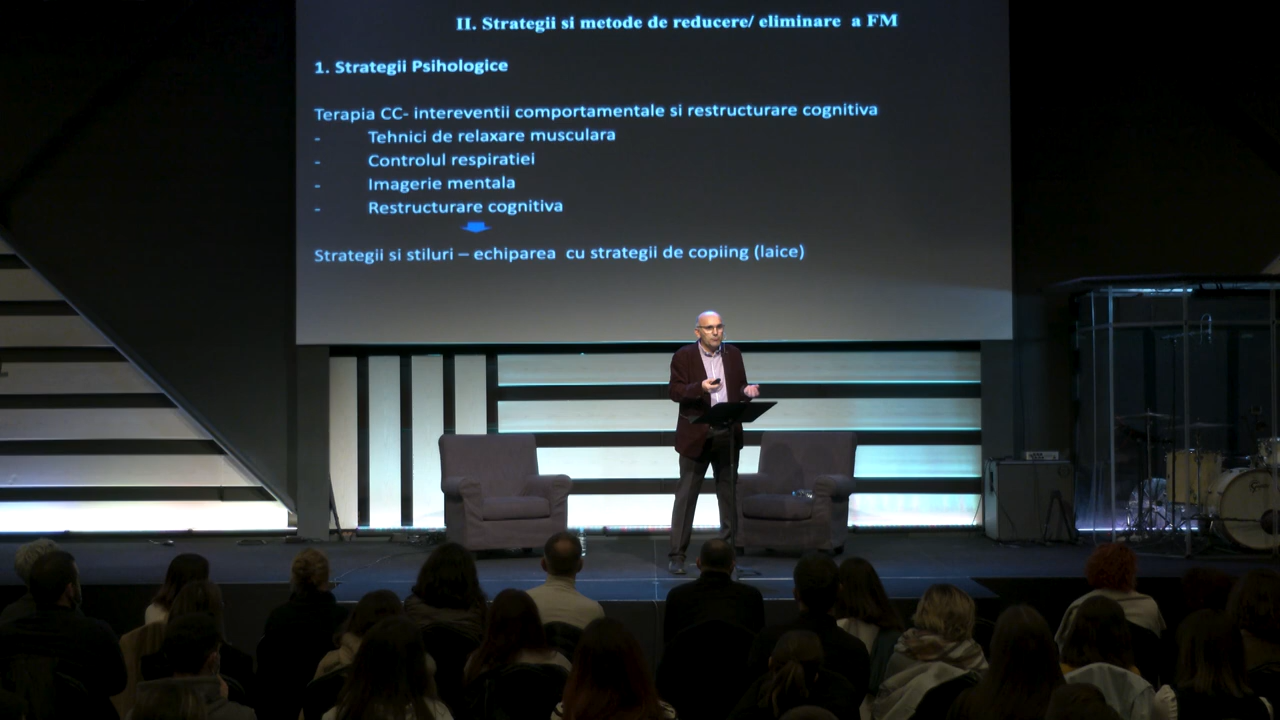 II. Strategii si metode de reducere/ eliminare a FM
1. Strategii Psihologice
Terapia CC- intereventii comportamentale si restructurare cognitiva
- Tehnici de relaxare musculara
- Controlul respiratiei
- Imagerie mentala
- Restructurare cognitiva
Strategii si stiluri – echiparea cu strategii de copiing (laice)